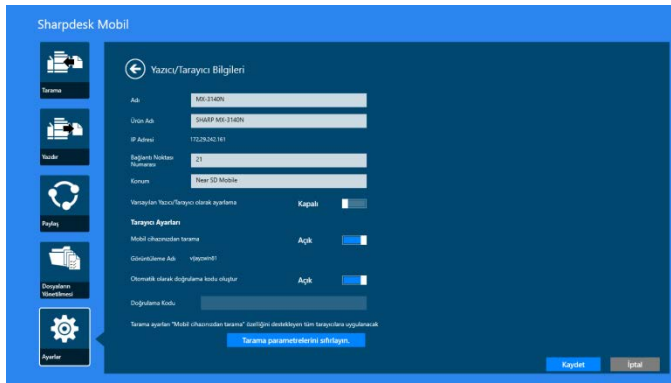 Sharpdesk Mobil
Tarama
Yazdır
Paylaş
Dosyaların
Yönetilmesi
Ayarlar
Yazıcı/Tarayıcı Bilgileri
Adı MX-3140N
Ürün Adı SHARP MX-3140N
IP Adresi 172,29,242,161
Bağlantı Noktası
Numarası 21
Konum Near SD Mobile
Varsayılan Yazıcı/Tarayıcı olarak ayarlama Kapalı
Tarayıcı Ayarları
Mobil cihazınızdan tarama Açık
Görüntüleme Adı vijaywin81
Otomatik olarak doğrulama kodu oluştur Açık
Doğrulama Kodu
Tarama ayarları "Mobil cihazınızdan tarama" özelliğini destekleyen tüm tarayıcılara uygulanacak
Tarama parametrelerini sıfırlayın.
Kaydet İptal